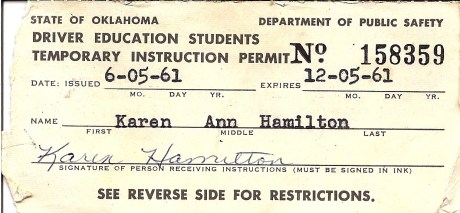 STATE OF OKLAHOMA DEPARTMENT OF PUBLIC SAFETY
DRIVER EDUCATION STUDENTS
TEMPORARY INSTRUCTION PERMIT No 158359
6-05-61 12-05-61
DATE: ISSUED EXPIRES
MO. DAY YR. MO. DAY YR.
NAME Karen Ann Hamilton
FIRST MIDDLE LAST
Karen Hamilton
SIGNATURE OF PERSON RECEIVING INSTRUCTIONS (MUST BE SIGNED IN INK)
SEE REVERSE SIDE FOR RESTRICTIONS.